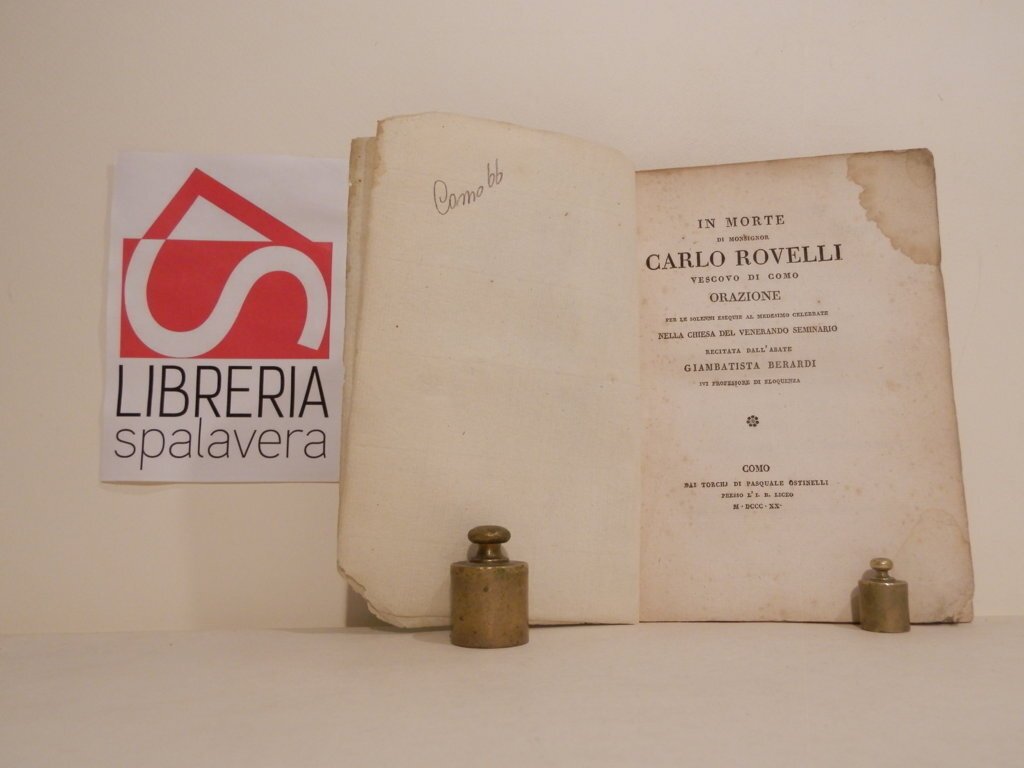 LIBRERIA
spalavera
Como 66
IN MORTE
DI MONSIGNOR
CARLO ROVELLI
VESCOVO DI COMO
ORAZIONE
PER LE SOLENNI ESEQUIE AL MEDESIMO CELEBRATE
NELLA CHIESA DEL VENERANDO SEMINARIO
RECITATA DALL'ABATE
GIAMBATISTA BERARDI
IVI PROFESSORE DI ELOQUENZA
COMO
DAI TORCHJ DI PASQUALE OSTINELLI
PRESSO L'I. R. LICEO
M·DCCC·XX·